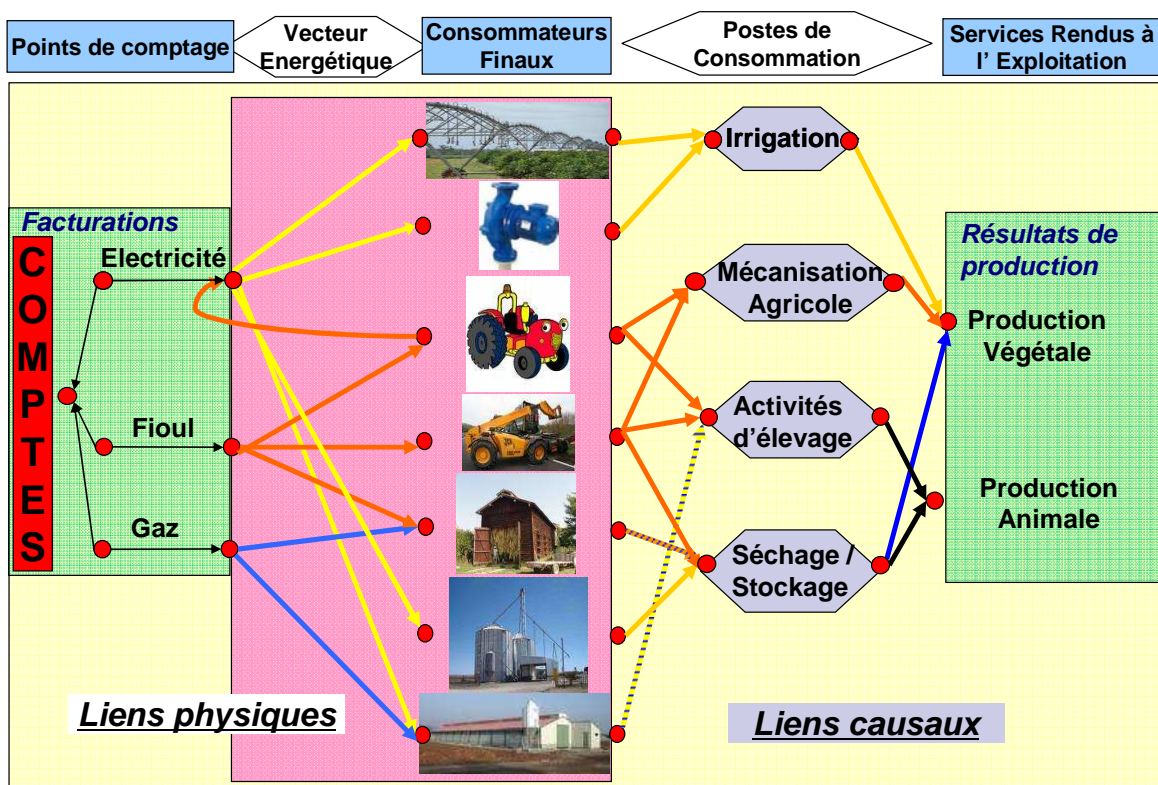 Points de comptage
Vecteur
Energétique
Consommateurs
Finaux
Postes de
Consommation
Services Rendus à
l' Exploitation
Facturations
COMPTES
Electricité
Fioul
Gaz
Irrigation
Mécanisation
Agricole
Activités
d'élevage
Séchage /
Stockage
Résultats de
production
Production
Végétale
Production
Animale
Liens physiques
Liens causaux